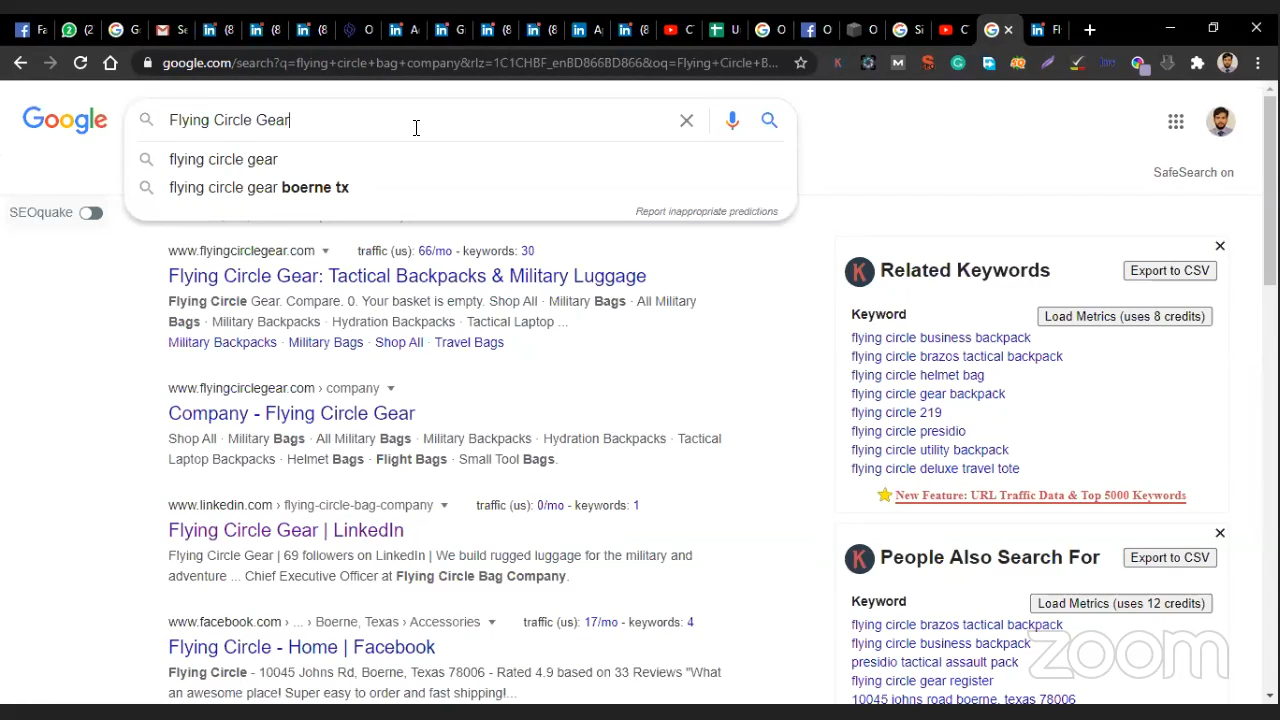 Fa
(2
G
Se
(8
(8
(8
O
A
G
(8
(8
A
(8
C
U
O
O
O
Si
C
Fl
google.com/search?q=flying+circle+bag+company&rlz=1C1CHBF_enBD866BD866&oq=Flying+Circle+B...
Google
Flying Circle Gear
flying circle gear
flying circle gear boerne tx
Report inappropriate predictions
SafeSearch on
SEOquake
www.flyingcirclegear.com traffic (us): 66/mo - keywords: 30
Flying Circle Gear: Tactical Backpacks & Military Luggage
Flying Circle Gear. Compare. 0. Your basket is empty. Shop All · Military Bags · All Military
Bags · Military Backpacks · Hydration Backpacks · Tactical Laptop ...
Military Backpacks · Military Bags · Shop All · Travel Bags
www.flyingcirclegear.com › company
Company - Flying Circle Gear
Shop All · Military Bags · All Military Bags · Military Backpacks · Hydration Backpacks · Tactical
Laptop Backpacks · Helmet Bags · Flight Bags · Small Tool Bags.
www.linkedin.com › flying-circle-bag-company traffic (us): 0/mo - keywords: 1
Flying Circle Gear | LinkedIn
Flying Circle Gear | 69 followers on LinkedIn | We build rugged luggage for the military and
adventure ... Chief Executive Officer at Flying Circle Bag Company.
www.facebook.com › ... › Boerne, Texas › Accessories traffic (us): 17/mo - keywords: 4
Flying Circle - Home | Facebook
Flying Circle - 10045 Johns Rd, Boerne, Texas 78006 - Rated 4.9 based on 33 Reviews "What
an awesome place! Super easy to order and fast shipping!...
Related Keywords
Export to CSV
Keyword
Load Metrics (uses 8 credits)
flying circle business backpack
flying circle brazos tactical backpack
flying circle helmet bag
flying circle gear backpack
flying circle 219
flying circle presidio
flying circle utility backpack
flying circle deluxe travel tote
New Feature: URL Traffic Data & Top 5000 Keywords
People Also Search For
Export to CSV
Keyword
Load Metrics (uses 12 credits)
flying circle brazos tactical backpack
flying circle business backpack
presidio tactical assault pack
flying circle gear register
10045 johns road boerne, texas 78006
zoom